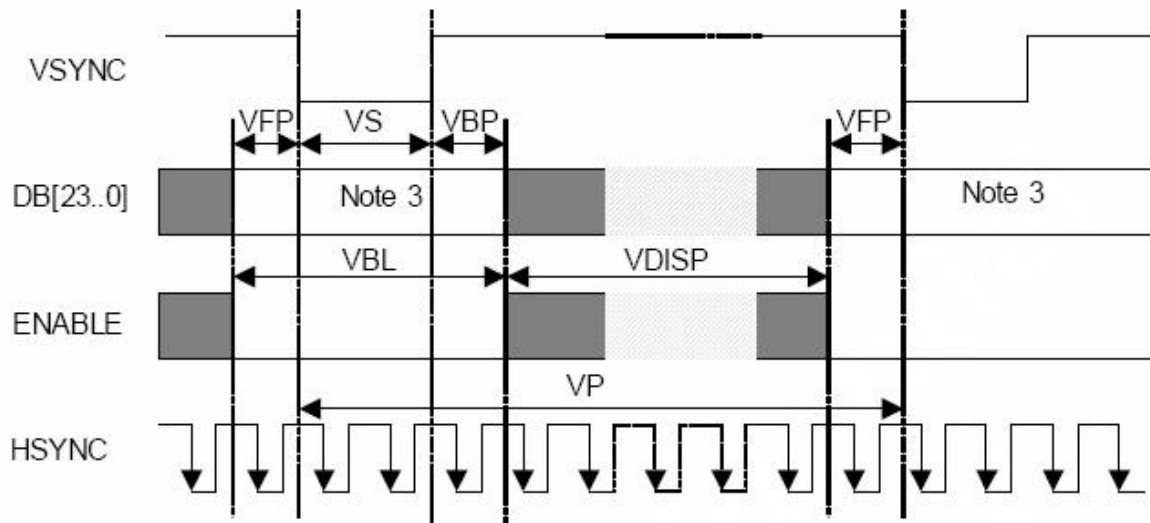 VSYNC
VFP VS VBP VFP
DB[23..0] Note 3 Note 3
VBL VDISP
ENABLE
VP
HSYNC